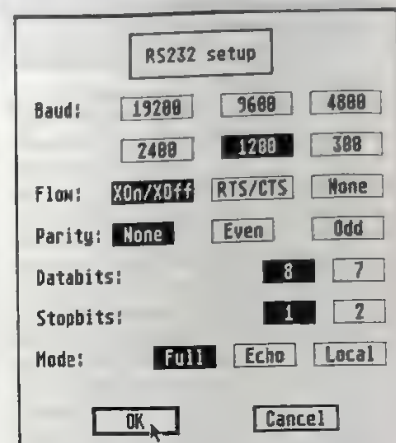 RS232 setup
Baud: 19200 9600 4800
2400 1200 300
Flow: XOn/XOff RTS/CTS None
Parity: None Even Odd
Databits: 8 7
Stopbits: 1 2
Mode: Full Echo Local
OK Cancel